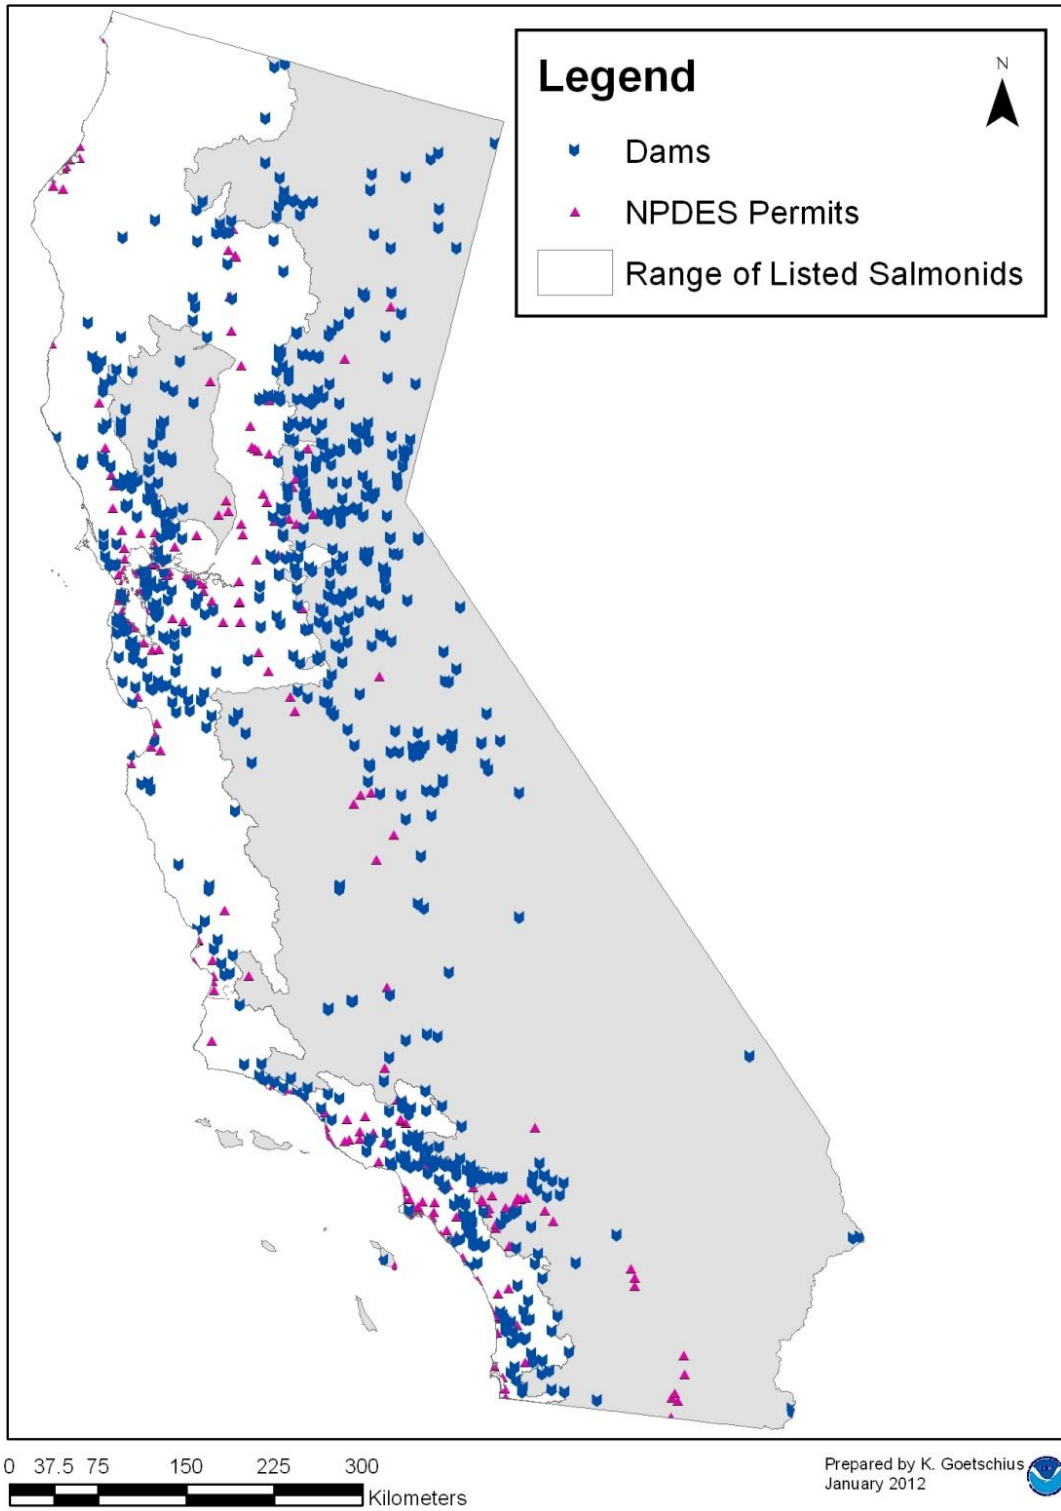 Legend
N
Dams
NPDES Permits
Range of Listed Salmonids
0 37.5 75 150 225 300
Kilometers
Prepared by K. Goetschius
January 2012